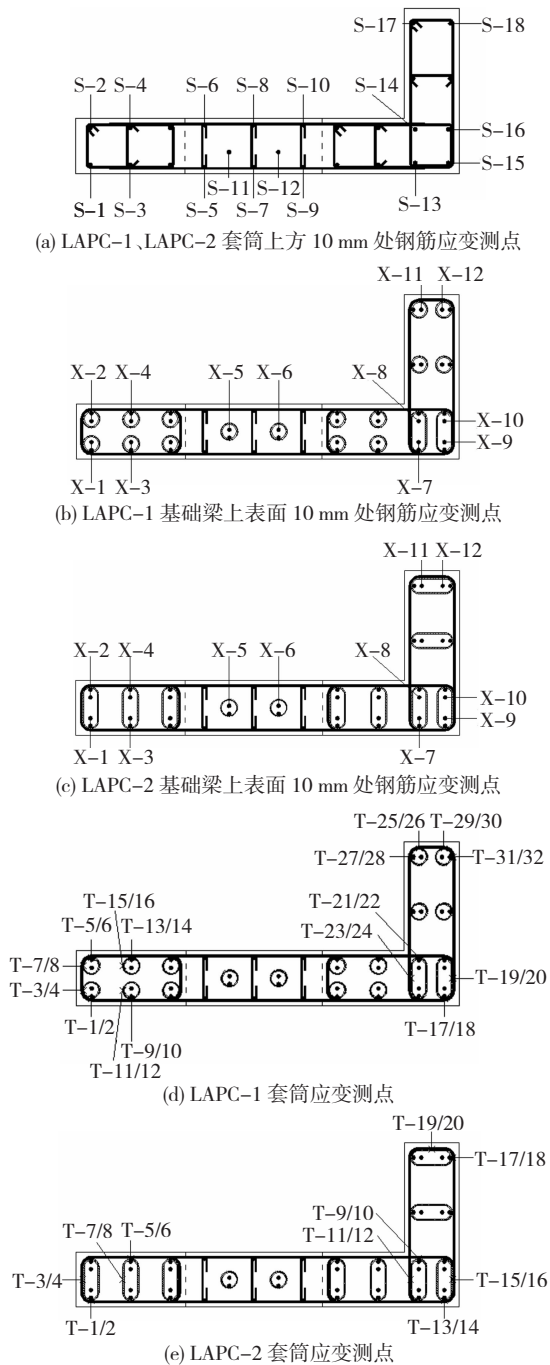 S-17 S-18
S-2 S-4 S-6 S-8 S-10 S-14
S-16
S-15
S-11 S-12
S-1 S-3 S-5 S-7 S-9 S-13
(a) LAPC-1、LAPC-2 套筒上方 10 mm 处钢筋应变测点
X-11 X-12
X-2 X-4 X-5 X-6 X-8
X-10
X-9
X-1 X-3 X-7
(b) LAPC-1 基础梁上表面 10 mm 处钢筋应变测点
X-11 X-12
X-2 X-4 X-5 X-6 X-8
X-10
X-9
X-1 X-3 X-7
(c) LAPC-2 基础梁上表面 10 mm 处钢筋应变测点
T-25/26 T-29/30
T-27/28 T-31/32
T-15/16 T-21/22
T-5/6 T-13/14 T-23/24
T-7/8 T-19/20
T-3/4
T-1/2 T-17/18
T-9/10
T-11/12
(d) LAPC-1 套筒应变测点
T-19/20
T-17/18
T-9/10
T-7/8 T-5/6 T-11/12
T-3/4 T-15/16
T-1/2 T-13/14
(e) LAPC-2 套筒应变测点